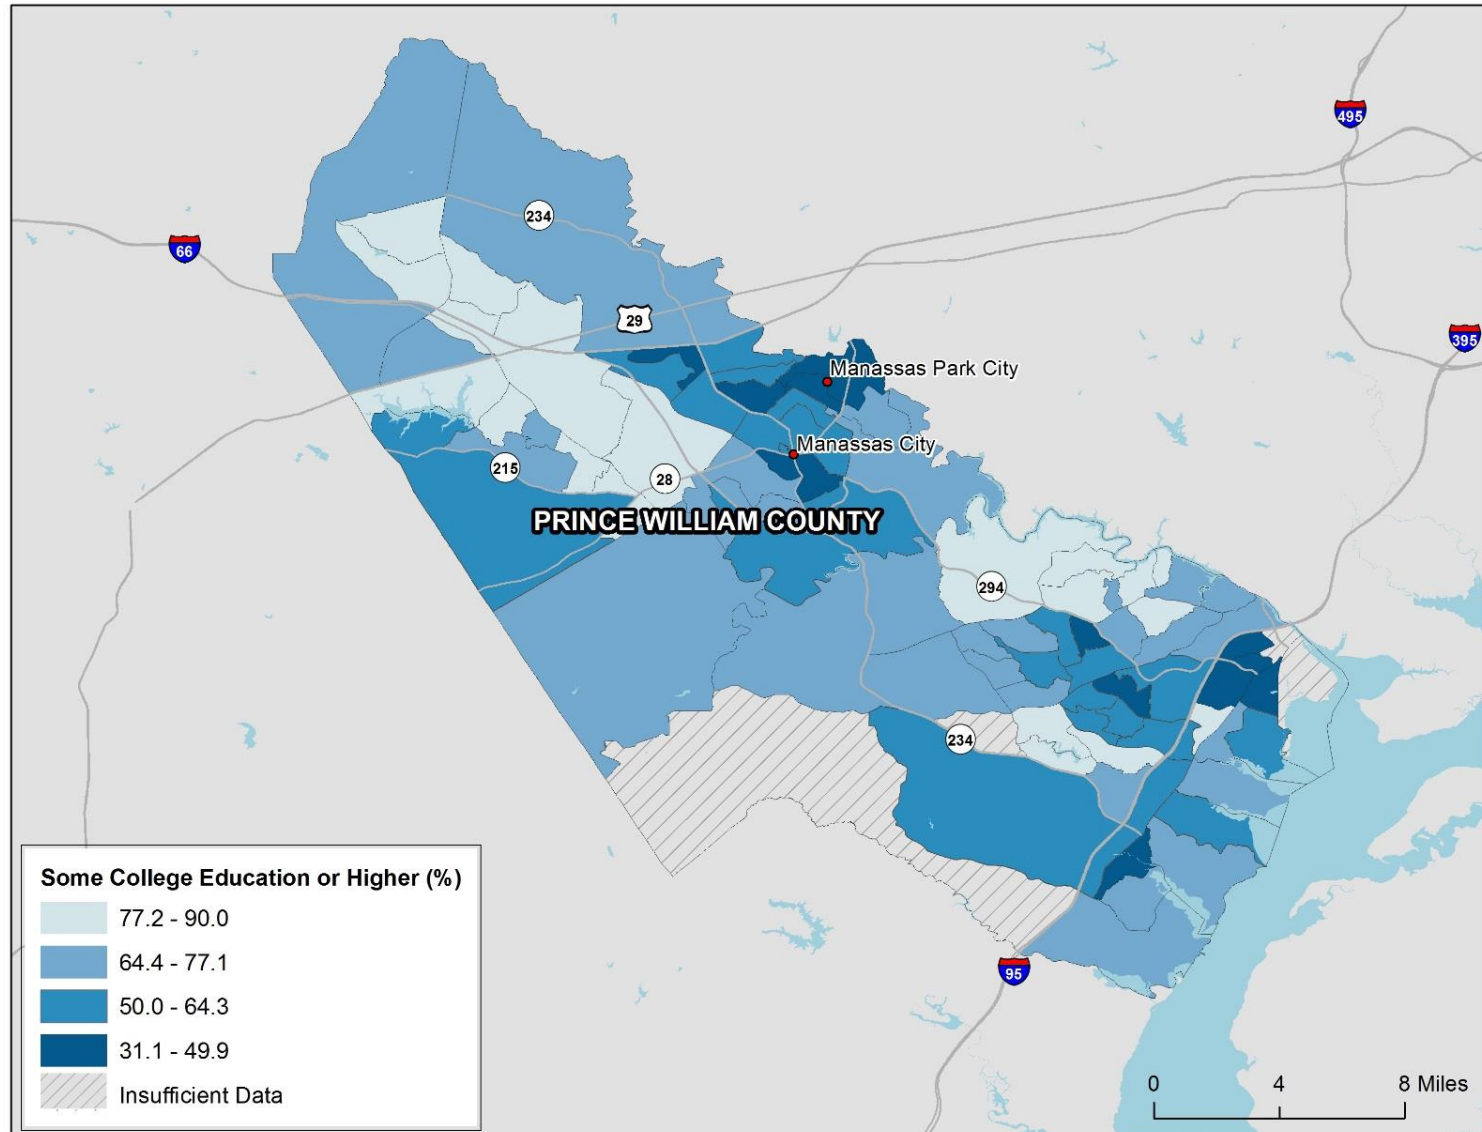 495
234
66
29
395
Manassas Park City
Manassas City
215
28
PRINCE WILLIAM COUNTY
294
234
95
Some College Education or Higher (%)
77.2 - 90.0
64.4 - 77.1
50.0 - 64.3
31.1 - 49.9
Insufficient Data
0 4 8 Miles